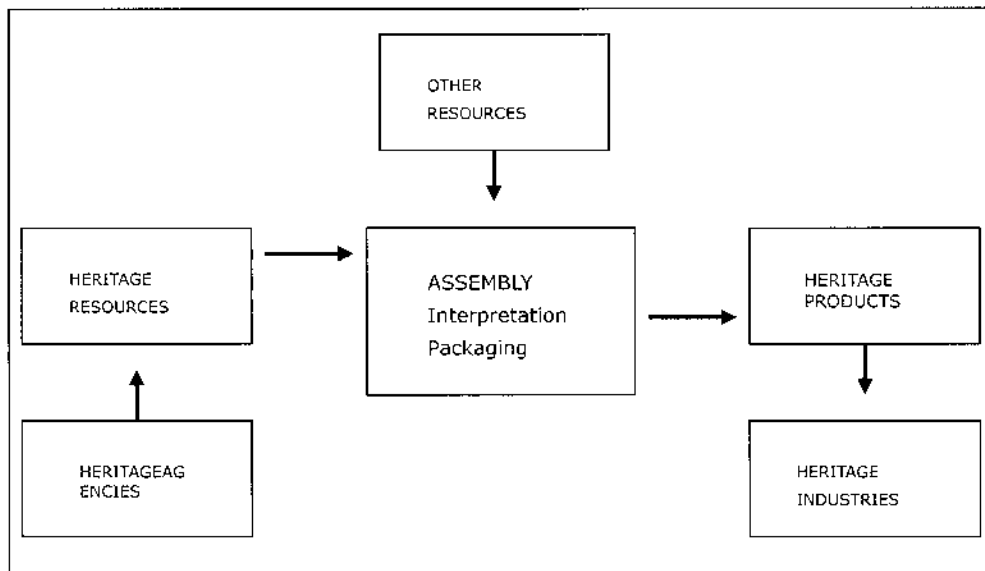 OTHER
RESOURCES
HERITAGE
RESOURCES
ASSEMBLY
Interpretation
Packaging
HERITAGE
PRODUCTS
HERITAGEAG
ENCIES
HERITAGE
INDUSTRIES